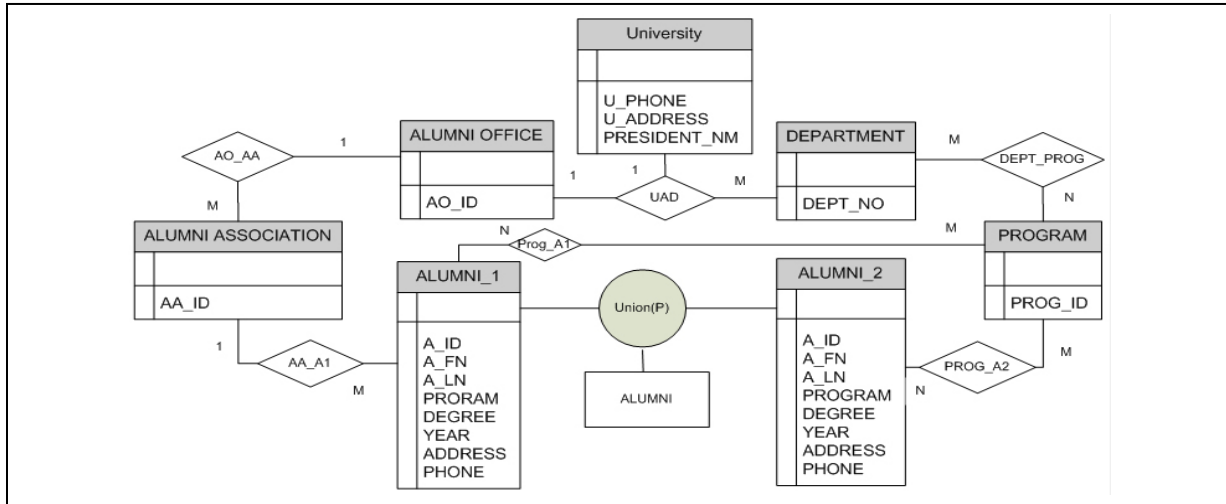 University
U_PHONE
U_ADDRESS
PRESIDENT_NM
ALUMNI OFFICE
AO_ID
DEPARTMENT
DEPT_NO
AO_AA
1
M
1
1
M
UAD
M
DEPT_PROG
N
ALUMNI ASSOCIATION
AA_ID
N
Prog_A1
M
PROGRAM
PROG_ID
ALUMNI_1
A_ID
A_FN
A_LN
PRORAM
DEGREE
YEAR
ADDRESS
PHONE
Union(P)
ALUMNI
ALUMNI_2
A_ID
A_FN
A_LN
PROGRAM
DEGREE
YEAR
ADDRESS
PHONE
1
AA_A1
M
M
PROG_A2
N